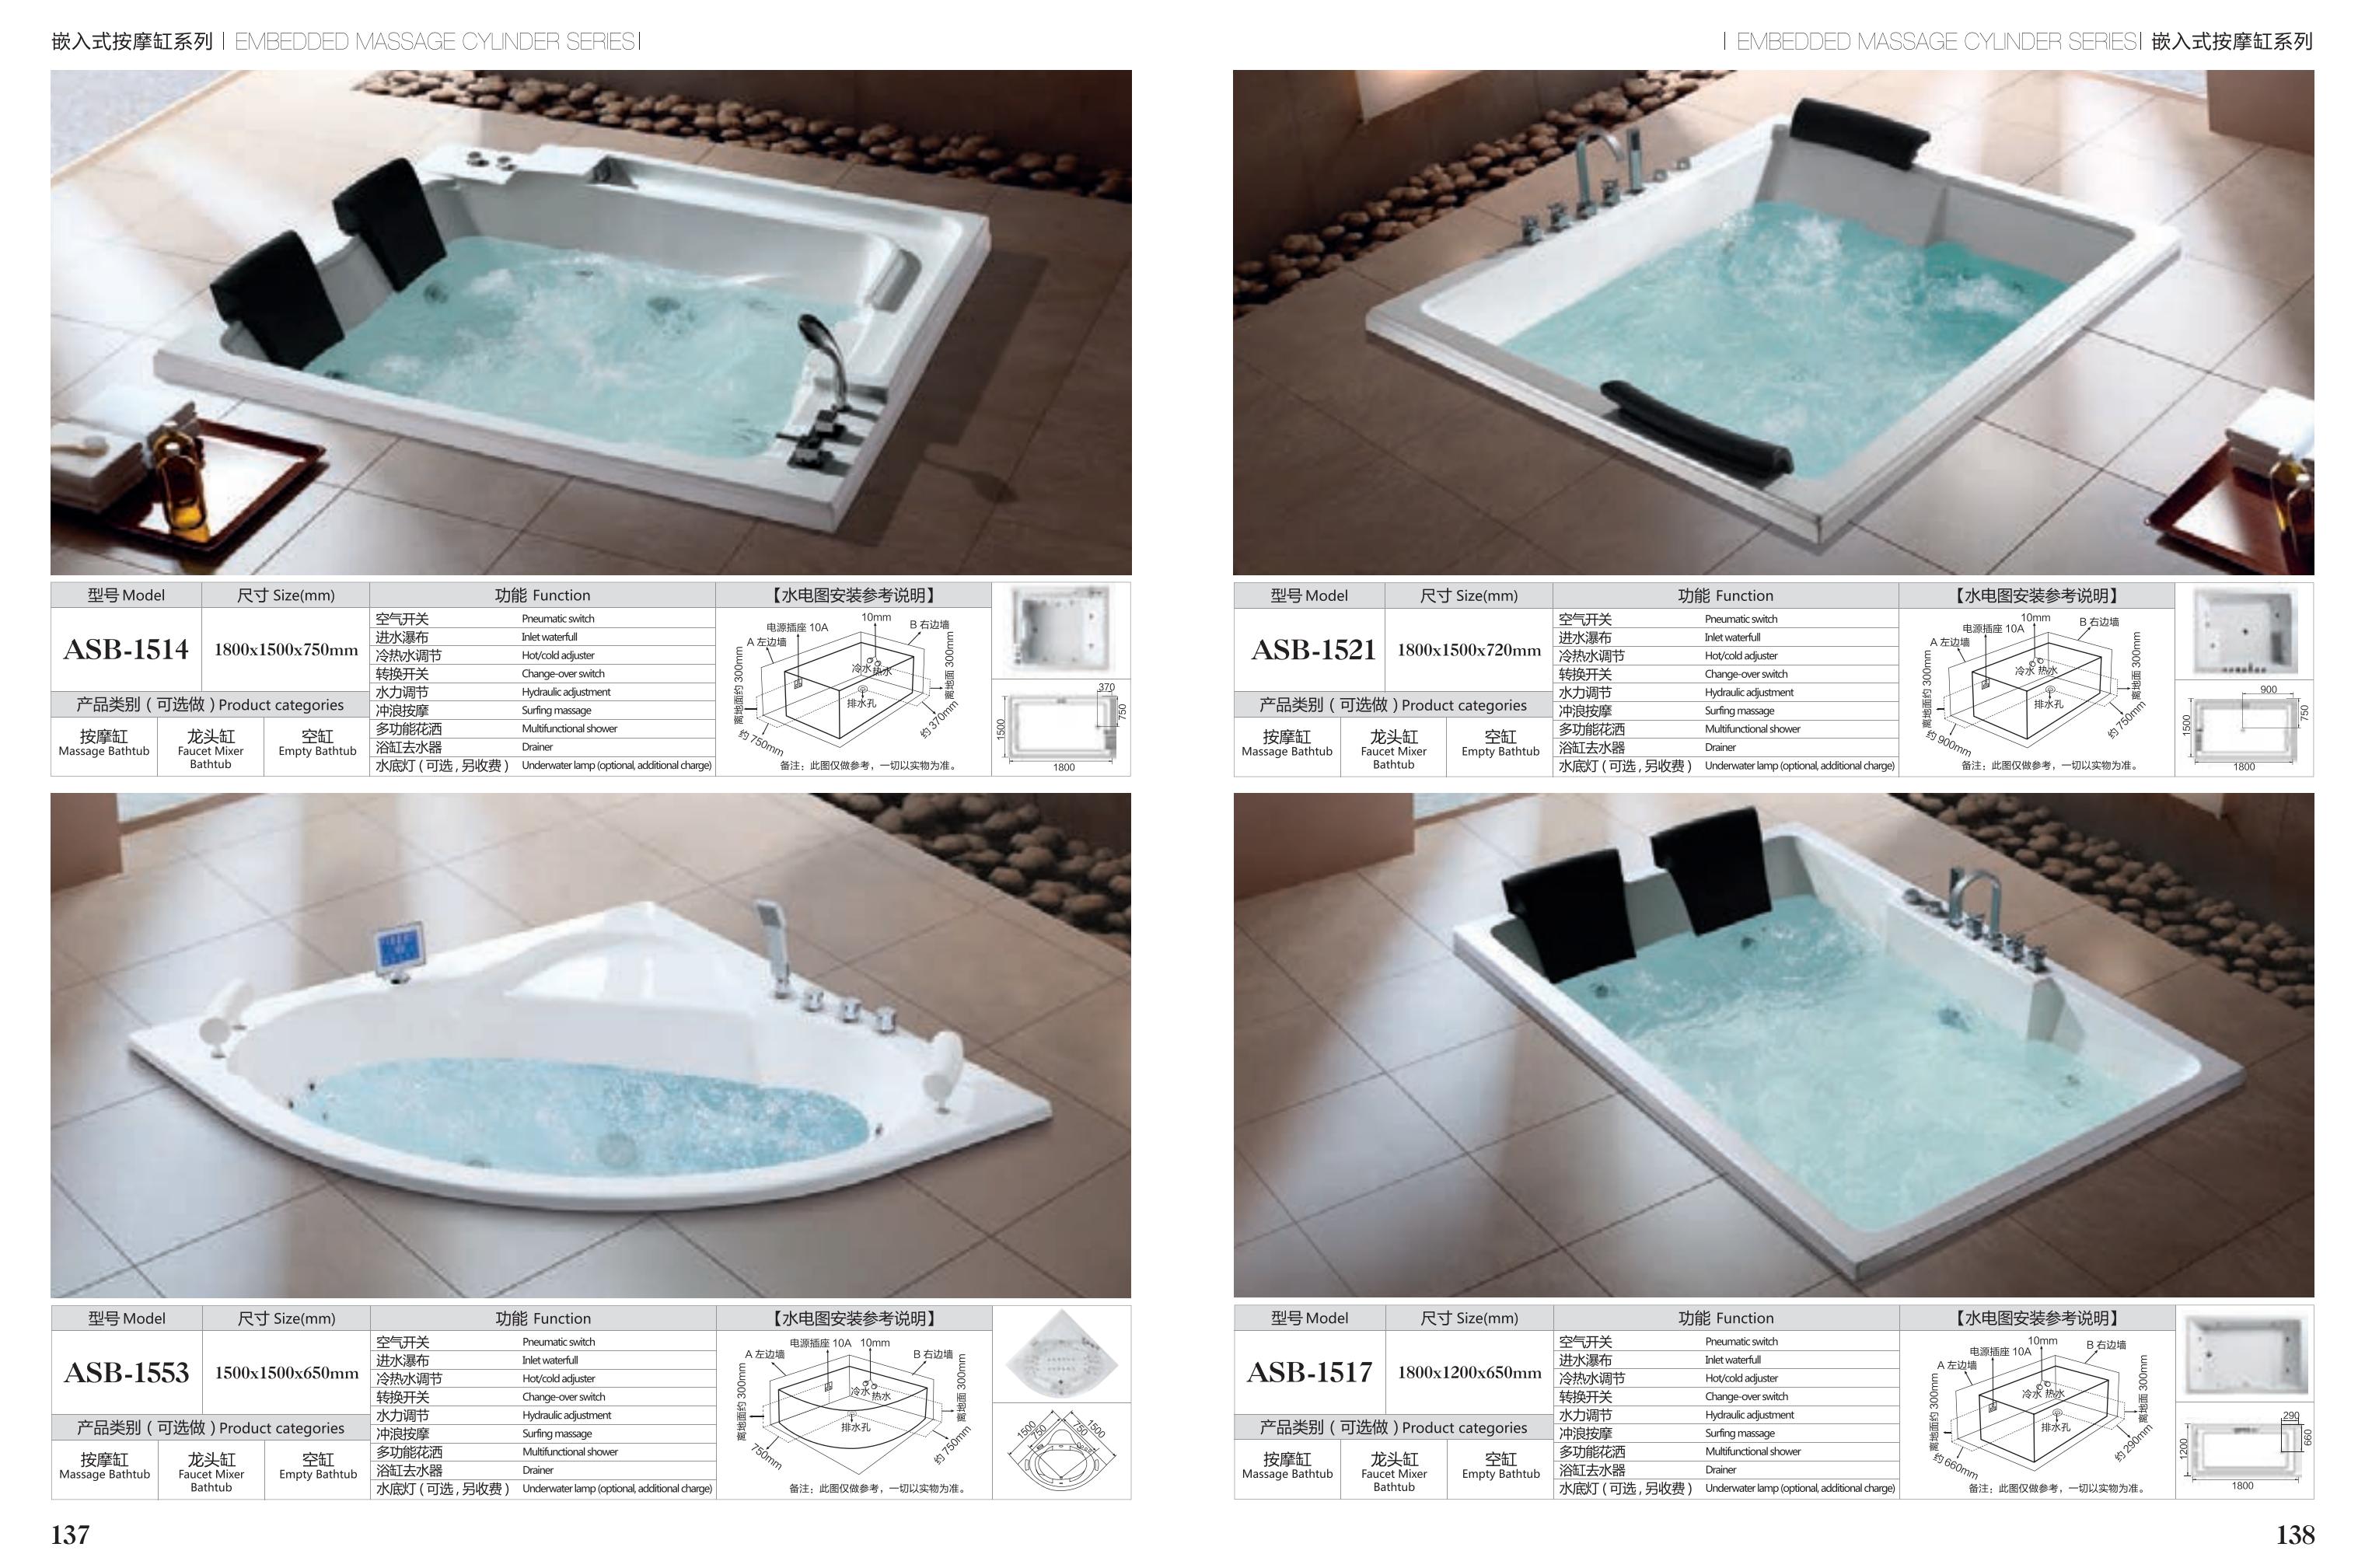 嵌入式按摩缸系列 | EMBEDDED MASSAGE CYLINDER SERIES|
| EMBEDDED MASSAGE CYLINDER SERIES| 嵌入式按摩缸系列
型号 Model
尺寸 Size(mm)
功能 Function
【水电图安装参考说明】
ASB-1514
1800x1500x750mm
空气开关 Pneumatic switch
进水瀑布 Inlet waterfull
冷热水调节 Hot/cold adjuster
转换开关 Change-over switch
水力调节 Hydraulic adjustment
冲浪按摩 Surfing massage
多功能花洒 Multifunctional shower
浴缸去水器 Drainer
水底灯 ( 可选 , 另收费 ) Underwater lamp (optional, additional charge)
产品类别 ( 可选做 ) Product categories
按摩缸
Massage Bathtub
龙头缸
Faucet Mixer
Bathtub
空缸
Empty Bathtub
10mm
电源插座 10A
B 右边墙
A 左边墙
离地面约 300mm
离地面 300mm
冷水 热水
排水孔
约 750mm
约 370mm
备注：此图仅做参考，一切以实物为准。
370
750
1500
1800
型号 Model
尺寸 Size(mm)
功能 Function
【水电图安装参考说明】
ASB-1521
1800x1500x720mm
空气开关 Pneumatic switch
进水瀑布 Inlet waterfull
冷热水调节 Hot/cold adjuster
转换开关 Change-over switch
水力调节 Hydraulic adjustment
冲浪按摩 Surfing massage
多功能花洒 Multifunctional shower
浴缸去水器 Drainer
水底灯 ( 可选 , 另收费 ) Underwater lamp (optional, additional charge)
产品类别 ( 可选做 ) Product categories
按摩缸
Massage Bathtub
龙头缸
Faucet Mixer
Bathtub
空缸
Empty Bathtub
10mm
电源插座 10A
B 右边墙
A 左边墙
离地面约 300mm
离地面 300mm
冷水 热水
排水孔
约 900mm
约 750mm
备注：此图仅做参考，一切以实物为准。
900
750
1500
1800
型号 Model
尺寸 Size(mm)
功能 Function
【水电图安装参考说明】
ASB-1553
1500x1500x650mm
空气开关 Pneumatic switch
进水瀑布 Inlet waterfull
冷热水调节 Hot/cold adjuster
转换开关 Change-over switch
水力调节 Hydraulic adjustment
冲浪按摩 Surfing massage
多功能花洒 Multifunctional shower
浴缸去水器 Drainer
水底灯 ( 可选 , 另收费 ) Underwater lamp (optional, additional charge)
产品类别 ( 可选做 ) Product categories
按摩缸
Massage Bathtub
龙头缸
Faucet Mixer
Bathtub
空缸
Empty Bathtub
电源插座 10A 10mm
A 左边墙
B 右边墙
离地面约 300mm
离地面 300mm
冷水 热水
排水孔
750mm
约 750mm
备注：此图仅做参考，一切以实物为准。
1500
750
750
1500
型号 Model
尺寸 Size(mm)
功能 Function
【水电图安装参考说明】
ASB-1517
1800x1200x650mm
空气开关 Pneumatic switch
进水瀑布 Inlet waterfull
冷热水调节 Hot/cold adjuster
转换开关 Change-over switch
水力调节 Hydraulic adjustment
冲浪按摩 Surfing massage
多功能花洒 Multifunctional shower
浴缸去水器 Drainer
水底灯 ( 可选 , 另收费 ) Underwater lamp (optional, additional charge)
产品类别 ( 可选做 ) Product categories
按摩缸
Massage Bathtub
龙头缸
Faucet Mixer
Bathtub
空缸
Empty Bathtub
10mm
电源插座 10A
B 右边墙
A 左边墙
离地面约 300mm
离地面 300mm
冷水 热水
排水孔
约 660mm
约 290mm
备注：此图仅做参考，一切以实物为准。
290
660
1200
1800
137
138